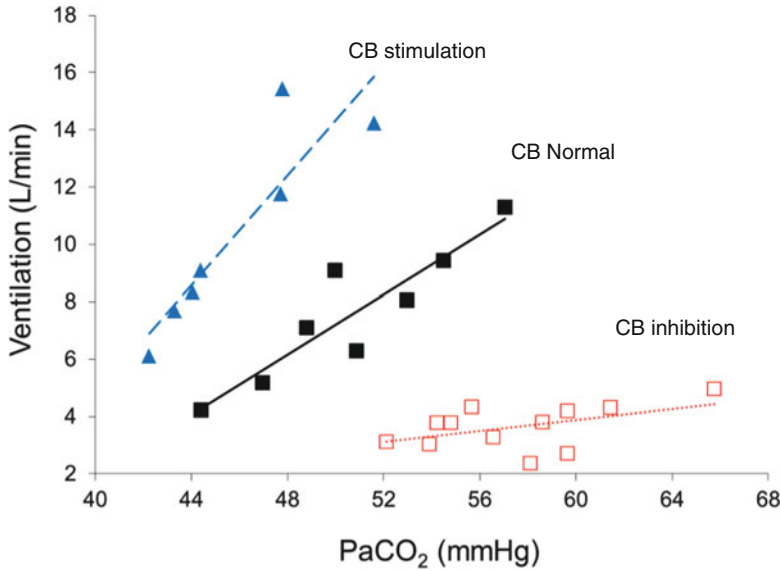 18
16
14
12
10
8
6
4
2
Ventilation (L/min)
CB stimulation
CB Normal
CB inhibition
40 44 48 52 56 60 64 68
PaCO₂ (mmHg)